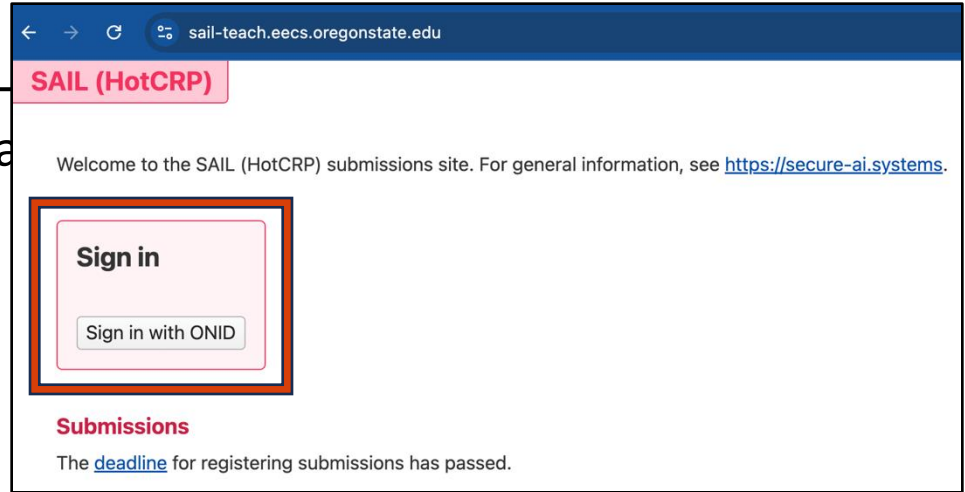 sail-teach.eecs.oregonstate.edu
SAIL (HotCRP)
Welcome to the SAIL (HotCRP) submissions site. For general information, see https://secure-ai.systems.
Sign in
Sign in with ONID
Submissions
The deadline for registering submissions has passed.